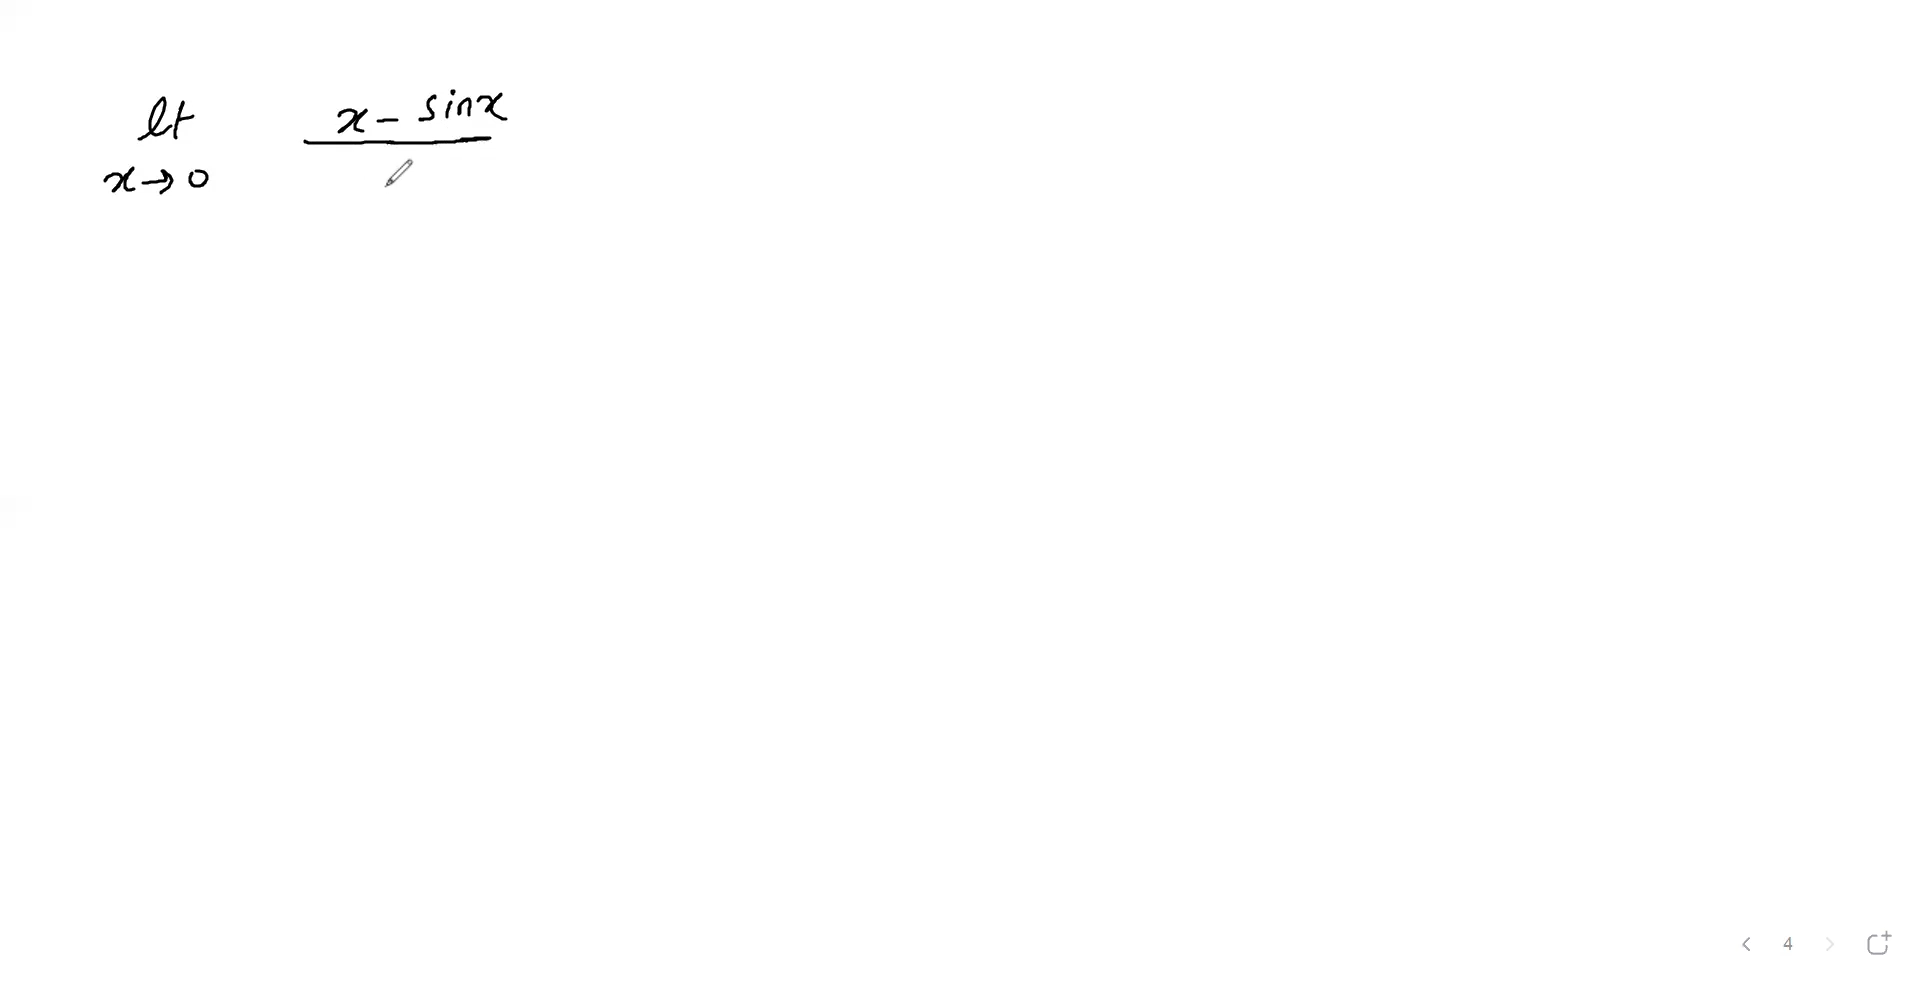 lt x - sinx
x→0
< 4 >